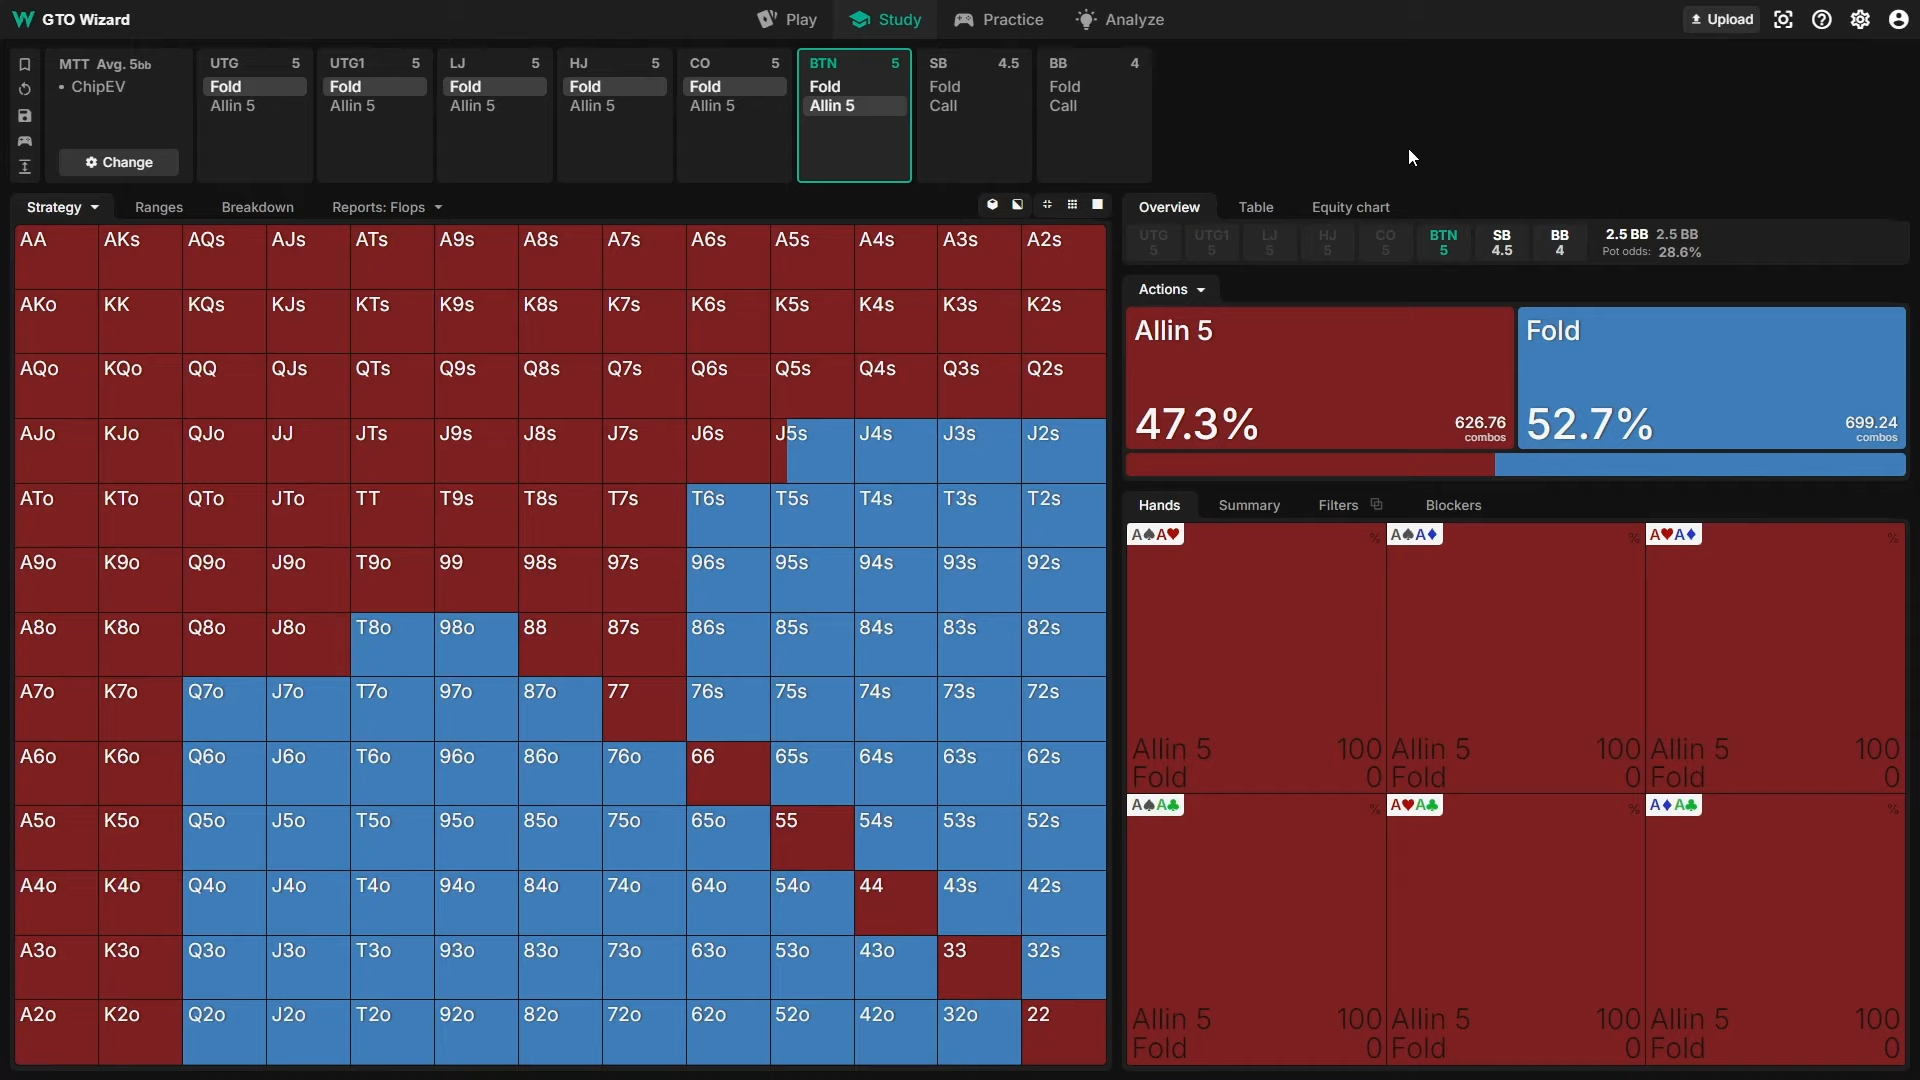 GTO Wizard
Play
Study
Practice
Analyze
Upload
MTT Avg. 5bb
• ChipEV
Change
UTG 5
Fold
Allin 5
UTG1 5
Fold
Allin 5
LJ 5
Fold
Allin 5
HJ 5
Fold
Allin 5
CO 5
Fold
Allin 5
BTN 5
Fold
Allin 5
SB 4.5
Fold
Call
BB 4
Fold
Call
Strategy Ranges Breakdown Reports: Flops
AA AKs AQs AJs ATs A9s A8s A7s A6s A5s A4s A3s A2s
AKo KK KQs KJs KTs K9s K8s K7s K6s K5s K4s K3s K2s
AQo KQo QQ QJs QTs Q9s Q8s Q7s Q6s Q5s Q4s Q3s Q2s
AJo KJo QJo JJ JTs J9s J8s J7s J6s J5s J4s J3s J2s
ATo KTo QTo JTo TT T9s T8s T7s T6s T5s T4s T3s T2s
A9o K9o Q9o J9o T9o 99 98s 97s 96s 95s 94s 93s 92s
A8o K8o Q8o J8o T8o 98o 88 87s 86s 85s 84s 83s 82s
A7o K7o Q7o J7o T7o 97o 87o 77 76s 75s 74s 73s 72s
A6o K6o Q6o J6o T6o 96o 86o 76o 66 65s 64s 63s 62s
A5o K5o Q5o J5o T5o 95o 85o 75o 65o 55 54s 53s 52s
A4o K4o Q4o J4o T4o 94o 84o 74o 64o 54o 44 43s 42s
A3o K3o Q3o J3o T3o 93o 83o 73o 63o 53o 43o 33 32s
A2o K2o Q2o J2o T2o 92o 82o 72o 62o 52o 42o 32o 22
Overview Table Equity chart
UTG UTG1 LJ HJ CO BTN SB BB 2.5 BB 2.5 BB
5 5 5 5 5 5 4.5 4 Pot odds: 28.6%
Actions
Allin 5
47.3%
626.76
combos
Fold
52.7%
699.24
combos
Hands Summary Filters Blockers
A♠A♥ % A♠A♦ % A♥A♦ %
Allin 5 100 Allin 5 100 Allin 5 100
Fold 0 Fold 0 Fold 0
A♠A♣ % A♥A♣ % A♦A♣ %
Allin 5 100 Allin 5 100 Allin 5 100
Fold 0 Fold 0 Fold 0